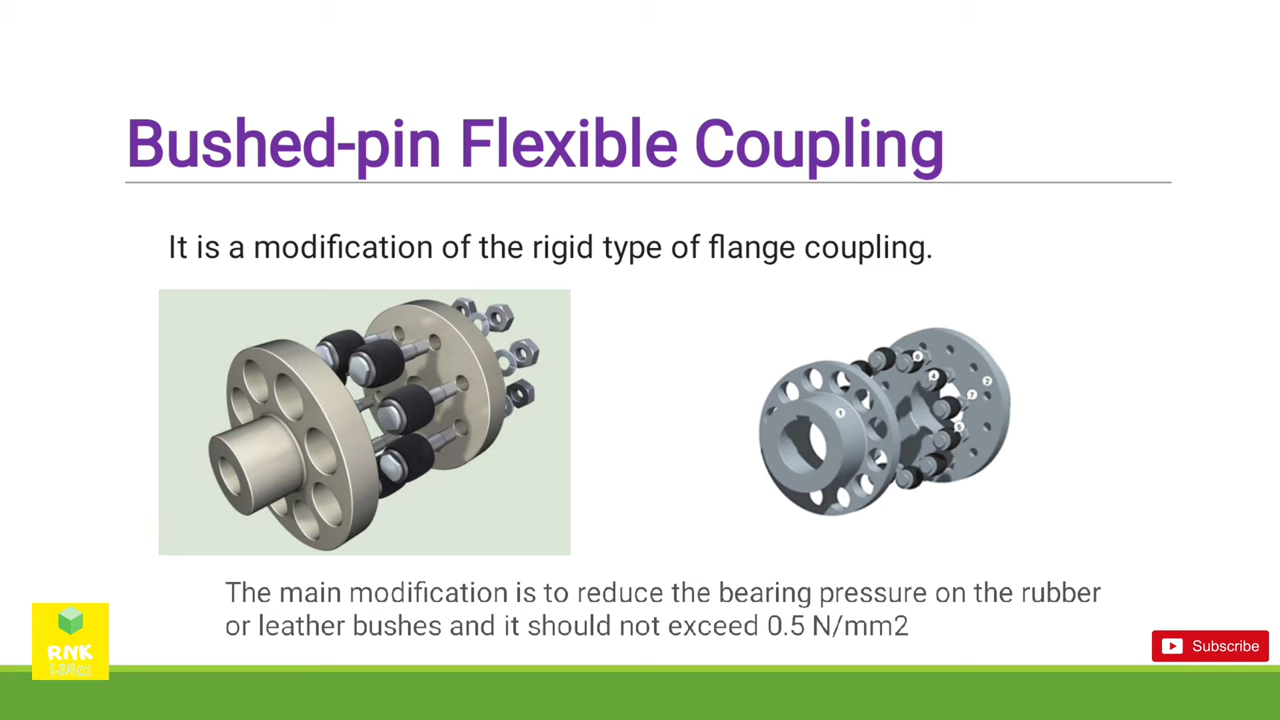 Bushed-pin Flexible Coupling
It is a modification of the rigid type of flange coupling.
The main modification is to reduce the bearing pressure on the rubber
or leather bushes and it should not exceed 0.5 N/mm2
RNK
Subscribe